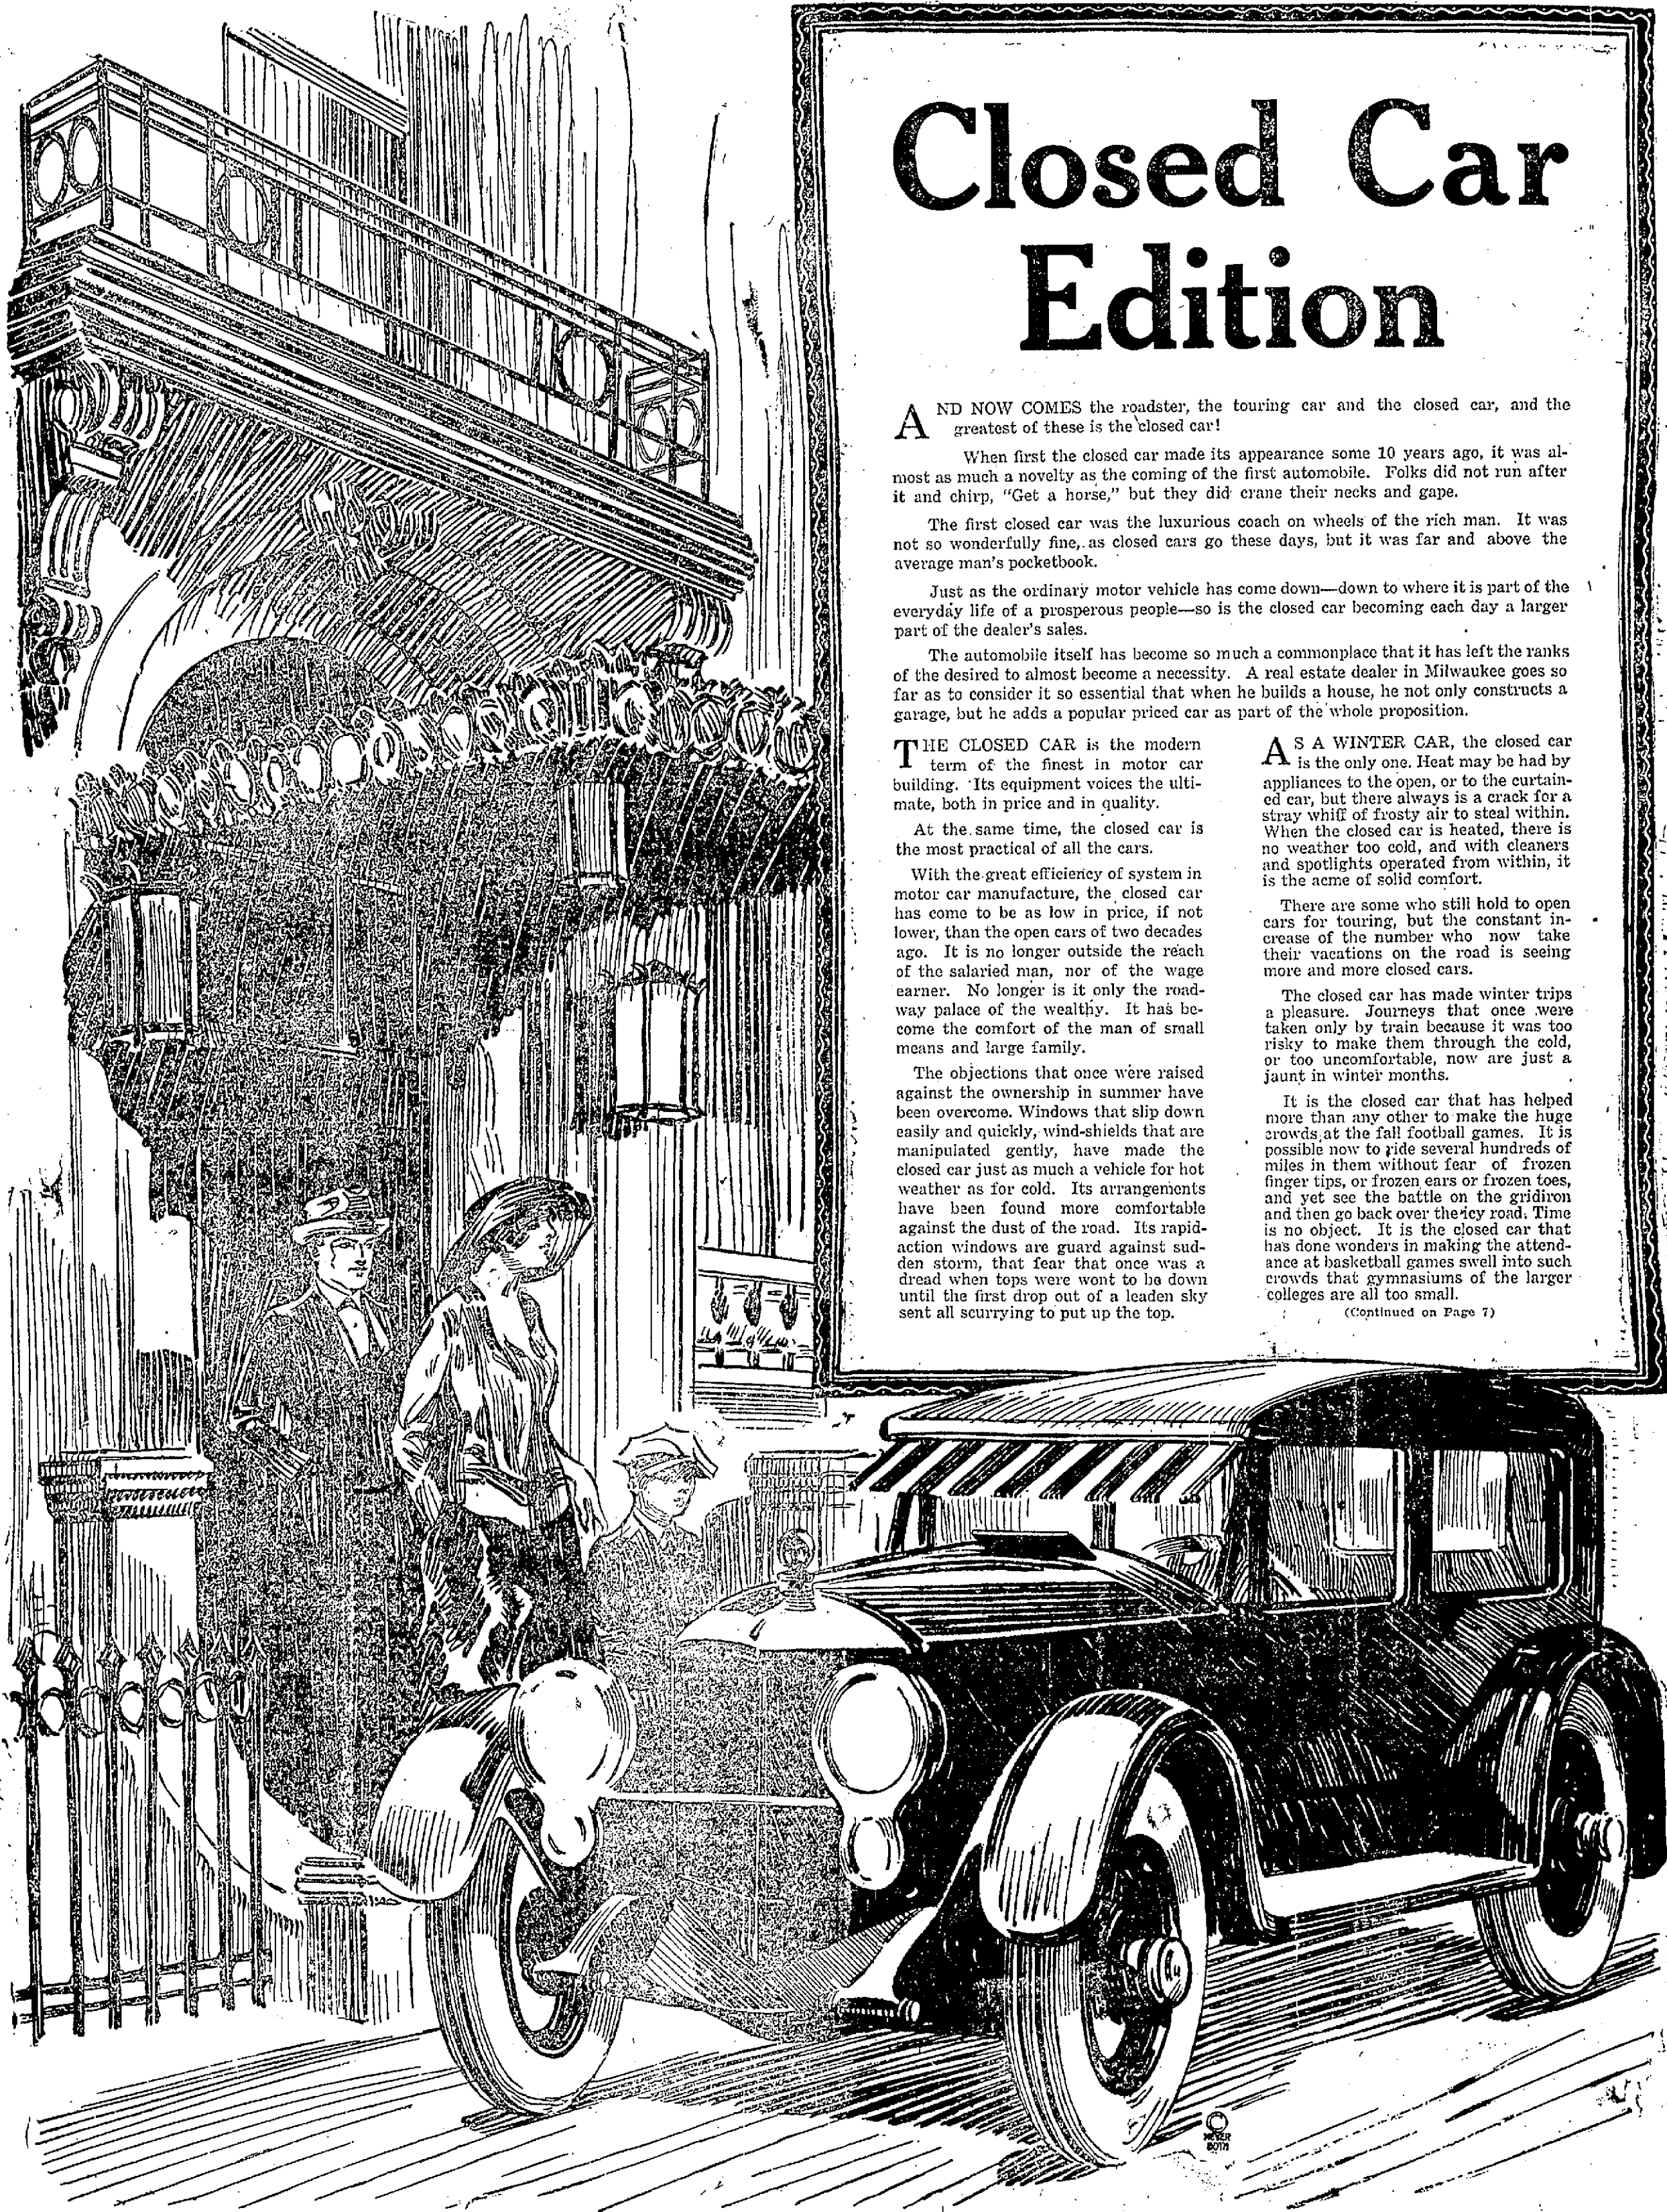 Closed Car
Edition
AND NOW COMES the roadster, the touring car and the closed car, and the
greatest of these is the closed car!
When first the closed car made its appearance some 10 years ago, it was al-
most as much a novelty as the coming of the first automobile. Folks did not run after
it and chirp, "Get a horse," but they did crane their necks and gape.
The first closed car was the luxurious coach on wheels of the rich man. It was
not so wonderfully fine, as closed cars go these days, but it was far and above the
average man's pocketbook.
Just as the ordinary motor vehicle has come down—down to where it is part of the
everyday life of a prosperous people—so is the closed car becoming each day a larger
part of the dealer's sales.
The automobile itself has become so much a commonplace that it has left the ranks
of the desired to almost become a necessity. A real estate dealer in Milwaukee goes so
far as to consider it so essential that when he builds a house, he not only constructs a
garage, but he adds a popular priced car as part of the whole proposition.
THE CLOSED CAR is the modern
term of the finest in motor car
building. Its equipment voices the ulti-
mate, both in price and in quality.
At the same time, the closed car is
the most practical of all the cars.
With the great efficiency of system in
motor car manufacture, the closed car
has come to be as low in price, if not
lower, than the open cars of two decades
ago. It is no longer outside the reach
of the salaried man, nor of the wage
earner. No longer is it only the road-
way palace of the wealthy. It has be-
come the comfort of the man of small
means and large family.
The objections that once were raised
against the ownership in summer have
been overcome. Windows that slip down
easily and quickly, wind-shields that are
manipulated gently, have made the
closed car just as much a vehicle for hot
weather as for cold. Its arrangements
have been found more comfortable
against the dust of the road. Its rapid-
action windows are guard against sud-
den storm, that fear that once was a
dread when tops were wont to be down
until the first drop out of a leaden sky
sent all scurrying to put up the top.
AS A WINTER CAR, the closed car
is the only one. Heat may be had by
appliances to the open, or to the curtain-
ed car, but there always is a crack for a
stray whiff of frosty air to steal within.
When the closed car is heated, there is
no weather too cold, and with cleaners
and spotlights operated from within, it
is the acme of solid comfort.
There are some who still hold to open
cars for touring, but the constant in-
crease of the number who now take
their vacations on the road is seeing
more and more closed cars.
The closed car has made winter trips
a pleasure. Journeys that once were
taken only by train because it was too
risky to make them through the cold,
or too uncomfortable, now are just a
jaunt in winter months.
It is the closed car that has helped
more than any other to make the huge
crowds at the fall football games. It is
possible now to ride several hundreds of
miles in them without fear of frozen
finger tips, or frozen ears or frozen toes,
and yet see the battle on the gridiron
and then go back over the icy road. Time
is no object. It is the closed car that
has done wonders in making the attend-
ance at basketball games swell into such
crowds that gymnasiums of the larger
colleges are all too small.
(Continued on Page 7)
©
MEYER
BOTH